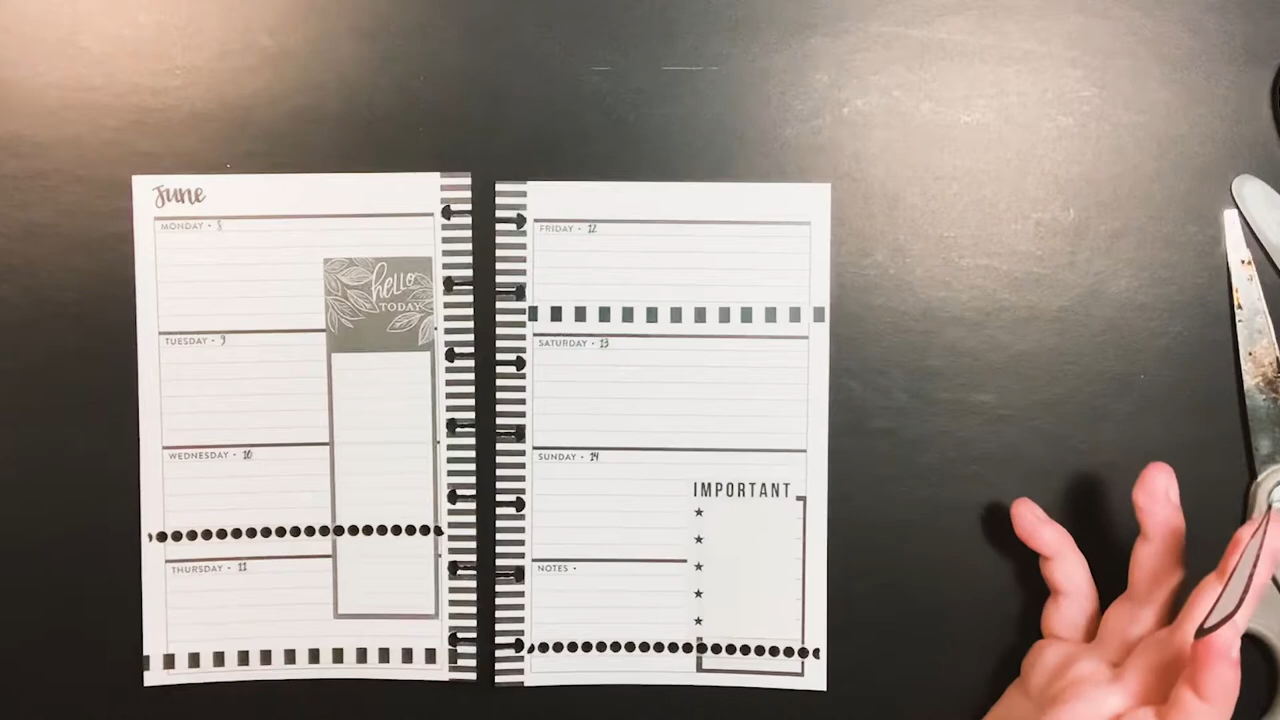 June
MONDAY • 8
hello
TODAY
TUESDAY • 9
WEDNESDAY • 10
THURSDAY • 11
FRIDAY • 12
SATURDAY • 13
SUNDAY • 14
IMPORTANT
NOTES •